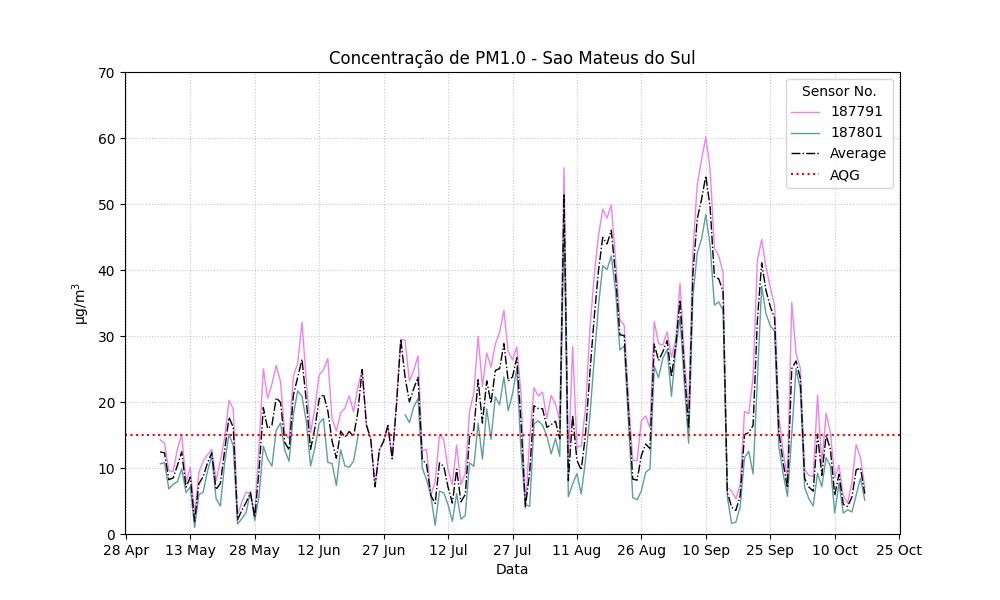 Concentração de PM1.0 - Sao Mateus do Sul
70
60
50
40
30
20
10
0
µg/m³
Sensor No.
187791
187801
Average
AQG
28 Apr
13 May
28 May
12 Jun
27 Jun
12 Jul
27 Jul
11 Aug
26 Aug
10 Sep
25 Sep
10 Oct
25 Oct
Data